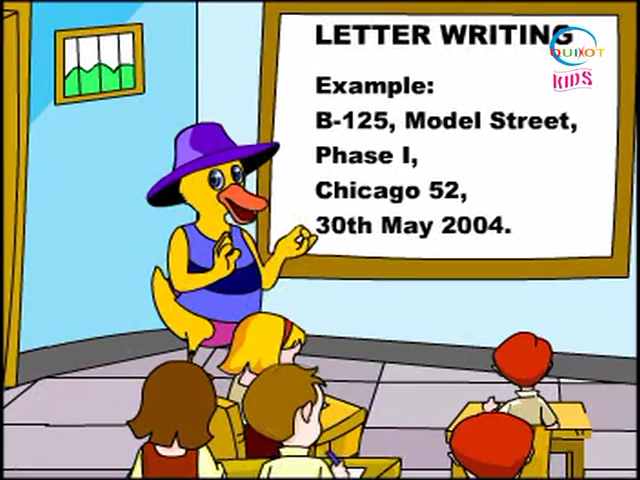 LETTER WRITING
QUIXOT
KIDS
Example:
B-125, Model Street,
Phase I,
Chicago 52,
30th May 2004.